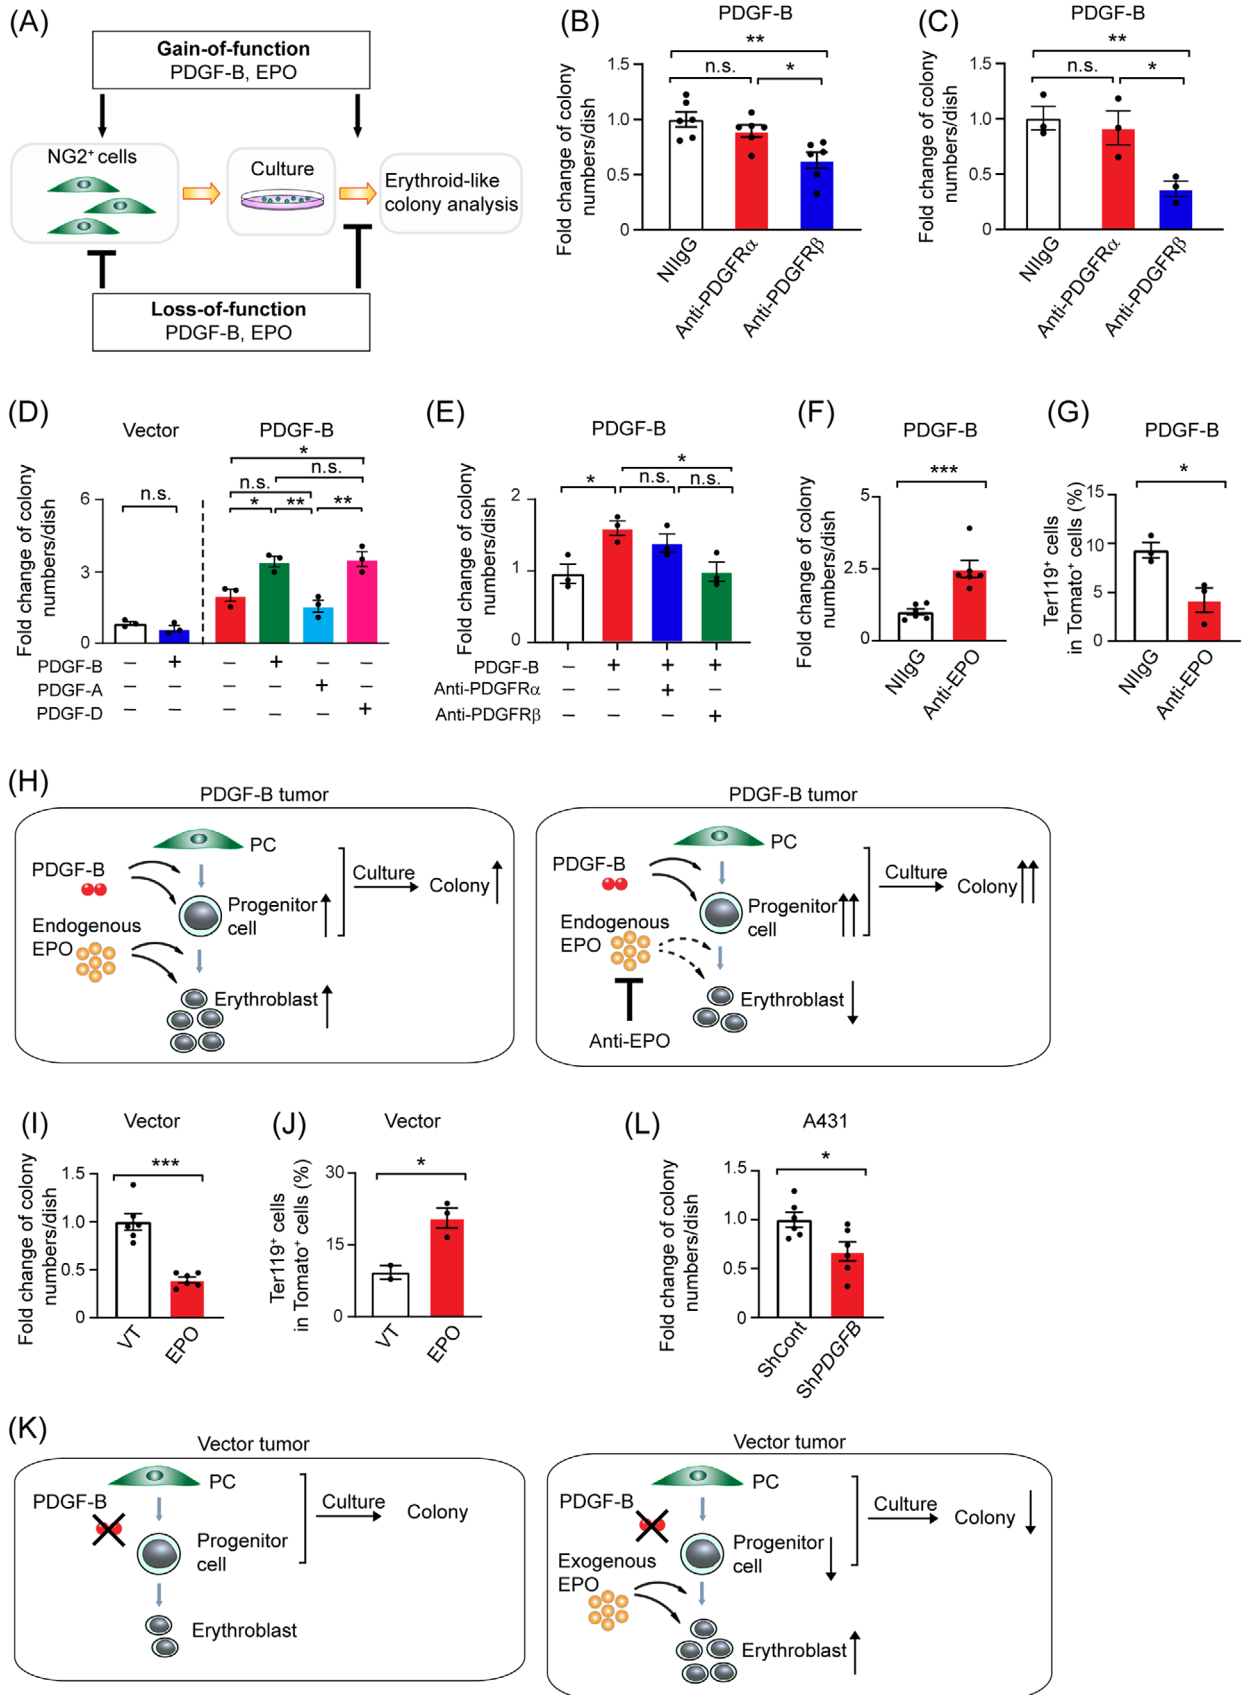 (A)
Gain-of-function
PDGF-B, EPO
NG2⁺ cells
Culture
Erythroid-like
colony analysis
Loss-of-function
PDGF-B, EPO
(B)
PDGF-B
**
n.s.
*
Fold change of colony
numbers/dish
1.5
1.0
0.5
0
NIIgG
Anti-PDGFRα
Anti-PDGFRβ
(C)
PDGF-B
**
n.s.
*
Fold change of colony
numbers/dish
1.5
1.0
0.5
0
NIIgG
Anti-PDGFRα
Anti-PDGFRβ
(D)
Vector
PDGF-B
*
n.s.
n.s.
n.s.
*
**
**
Fold change of colony
numbers/dish
6
3
0
PDGF-B – + – + – –
PDGF-A – – – – + –
PDGF-D – – – – – +
(E)
PDGF-B
*
*
n.s.
n.s.
Fold change of colony
numbers/dish
2
1
0
PDGF-B – + + +
Anti-PDGFRα – – + –
Anti-PDGFRβ – – – +
(F)
PDGF-B
***
Fold change of colony
numbers/dish
5
2.5
0
NIIgG
Anti-EPO
(G)
PDGF-B
*
Ter119⁺ cells
in Tomato⁺ cells (%)
15
10
5
0
NIIgG
Anti-EPO
(H)
PDGF-B tumor
PC
PDGF-B
Culture
Colony
Progenitor
cell
Endogenous
EPO
Erythroblast
PDGF-B tumor
PC
PDGF-B
Culture
Colony
Progenitor
cell
Endogenous
EPO
Erythroblast
Anti-EPO
(I)
Vector
***
Fold change of colony
numbers/dish
1.5
1.0
0.5
0
VT
EPO
(J)
Vector
*
Ter119⁺ cells
in Tomato⁺ cells (%)
30
15
0
VT
EPO
(L)
A431
*
Fold change of colony
numbers/dish
1.5
1.0
0.5
0
ShCont
ShPDGFB
(K)
Vector tumor
PC
PDGF-B
Culture
Colony
Progenitor
cell
Erythroblast
Vector tumor
PC
PDGF-B
Culture
Colony
Progenitor
cell
Exogenous
EPO
Erythroblast